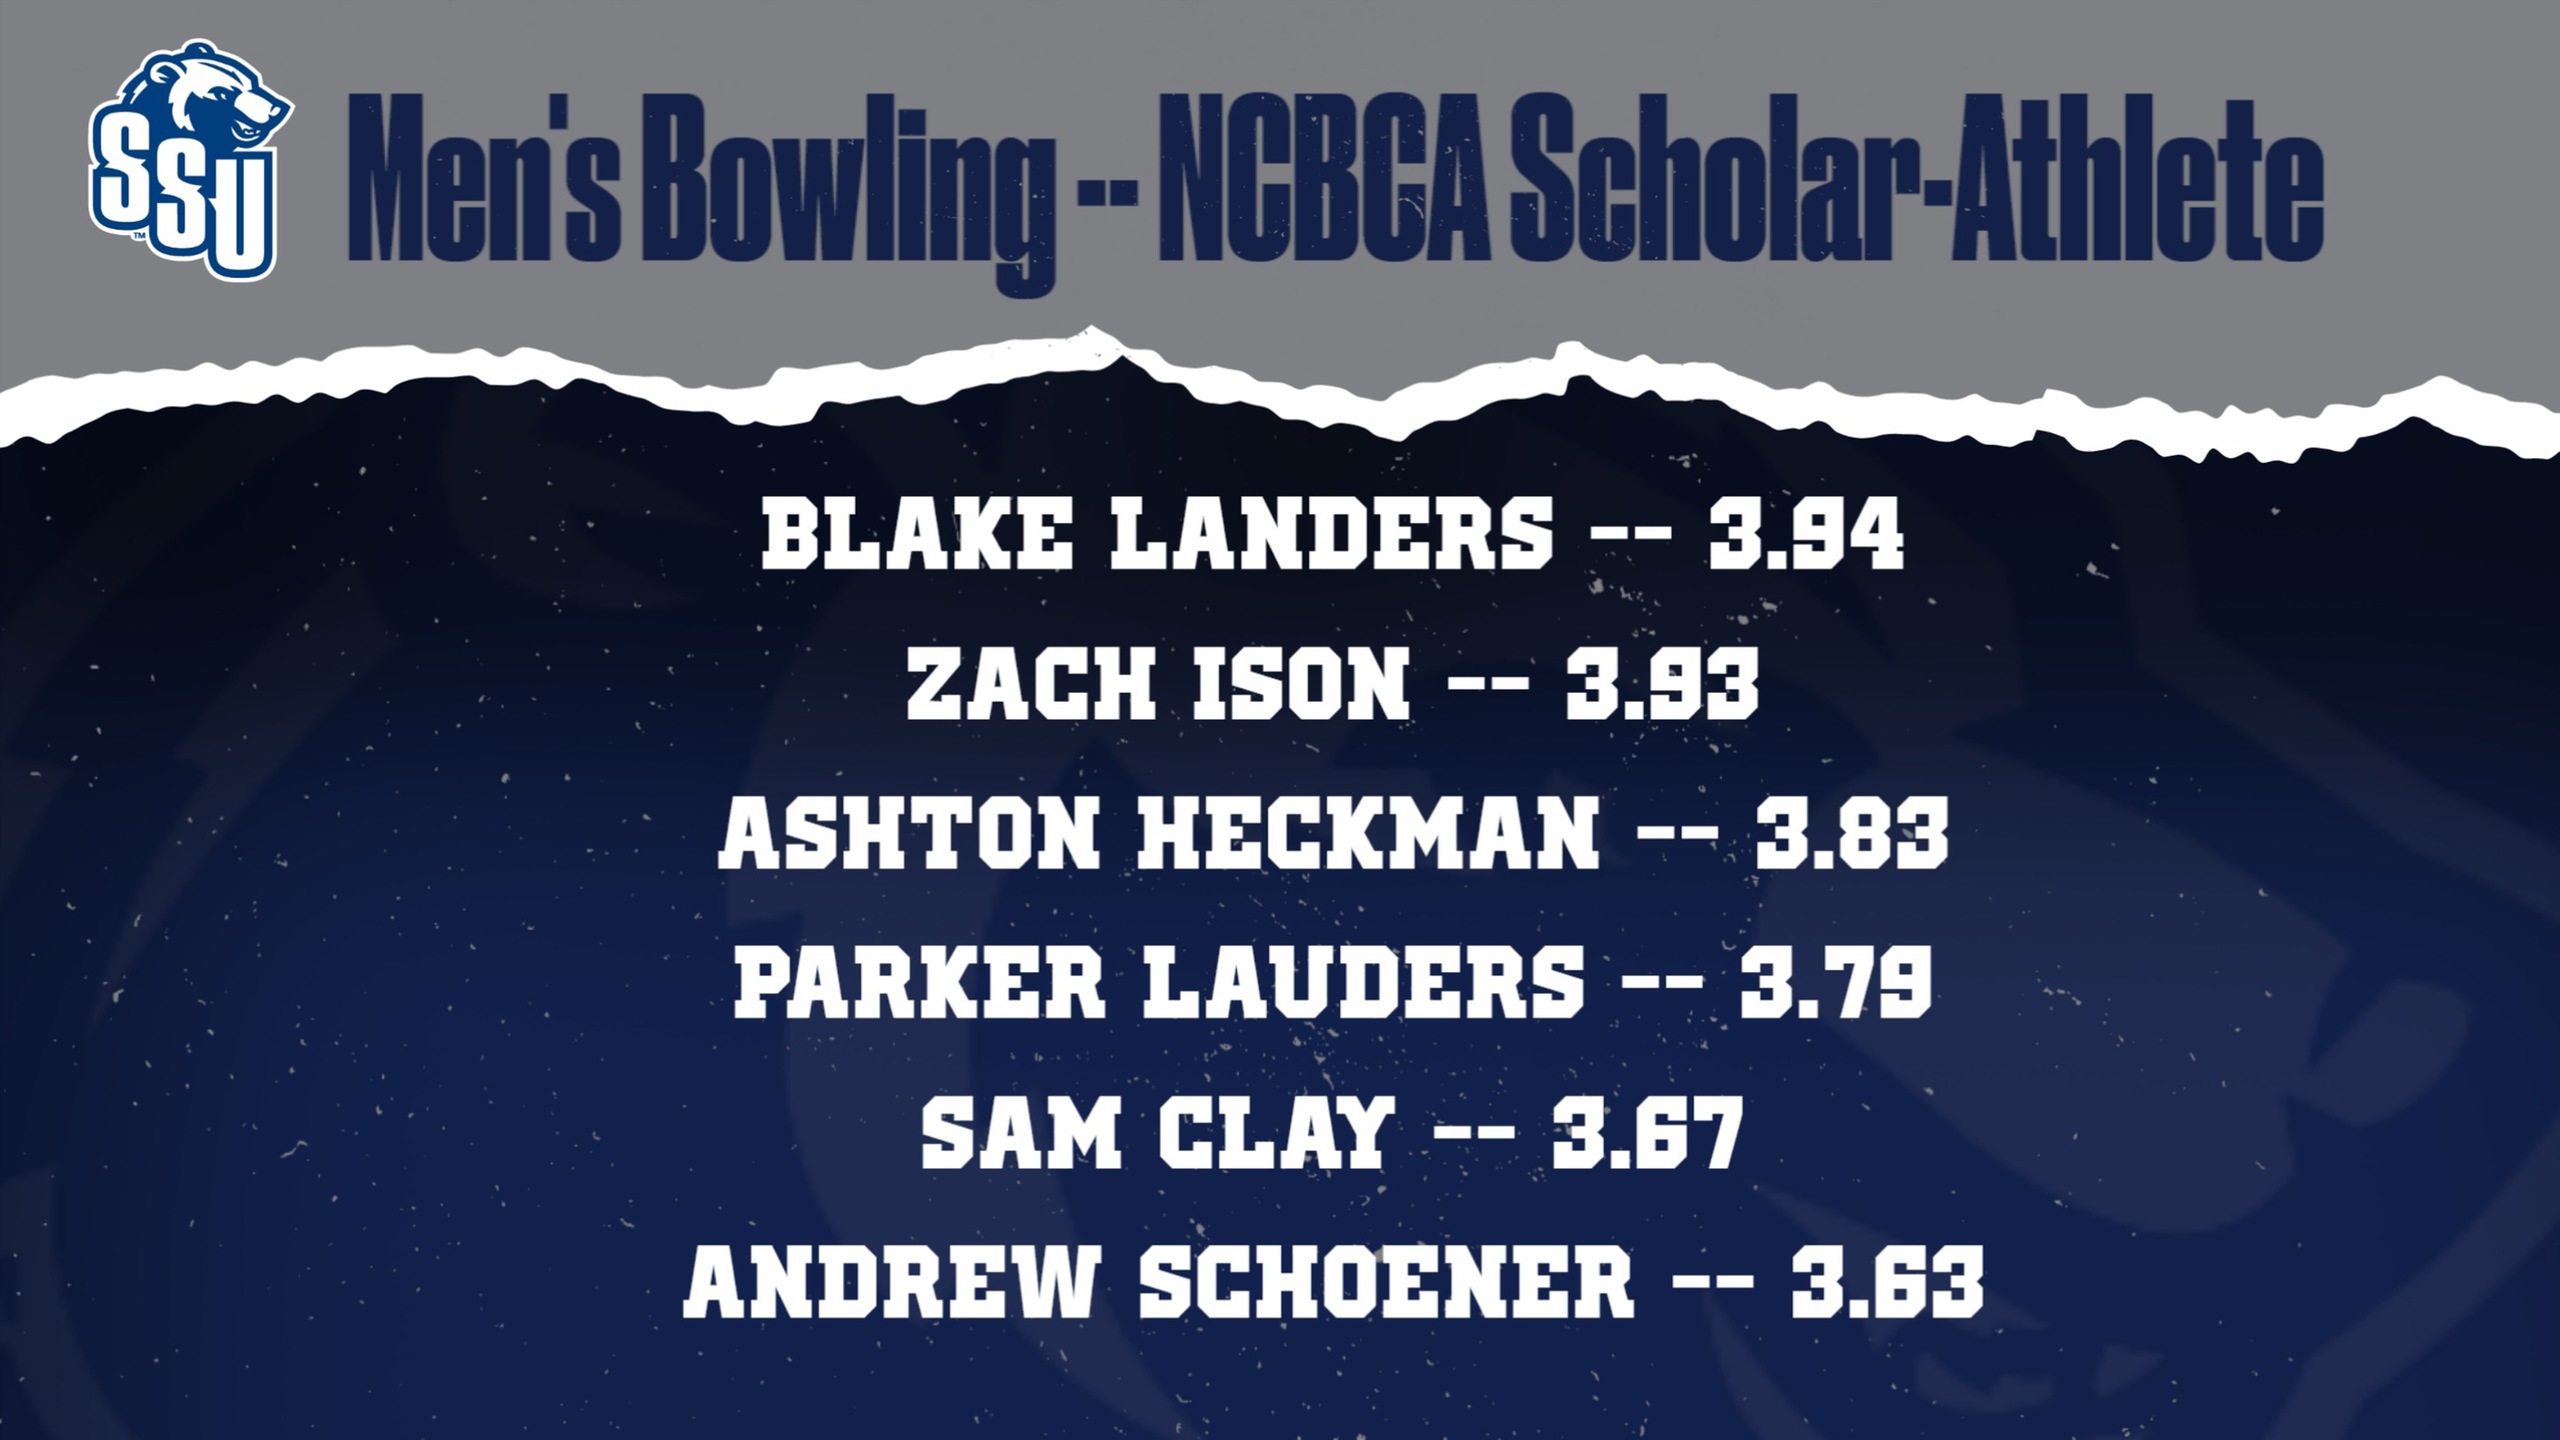 SSU
TM
Men's Bowling -- NCBCA Scholar-Athlete
BLAKE LANDERS -- 3.94
ZACH ISON -- 3.93
ASHTON HECKMAN -- 3.83
PARKER LAUDERS -- 3.79
SAM CLAY -- 3.67
ANDREW SCHOENER -- 3.63